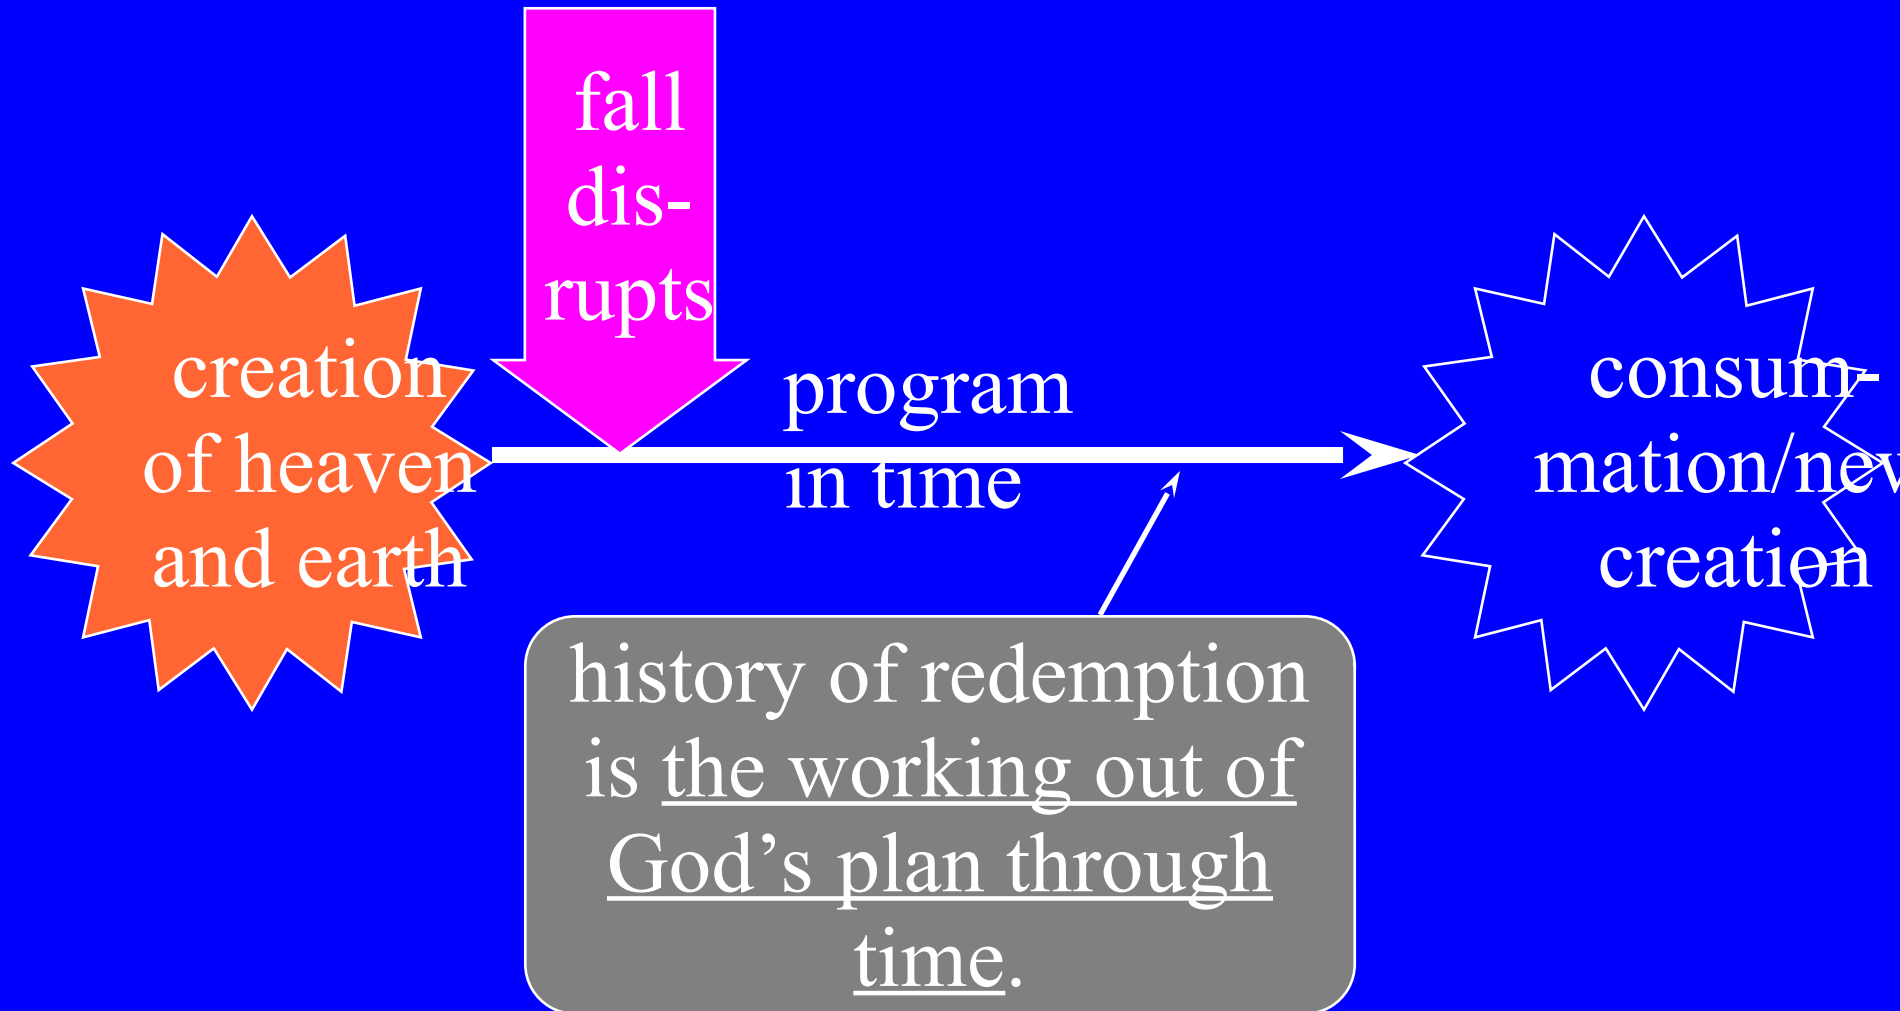 fall
dis-
rupts
creation
of heaven
and earth
program
in time
consum-
mation/new
creation
history of redemption
is the working out of
God’s plan through
time.